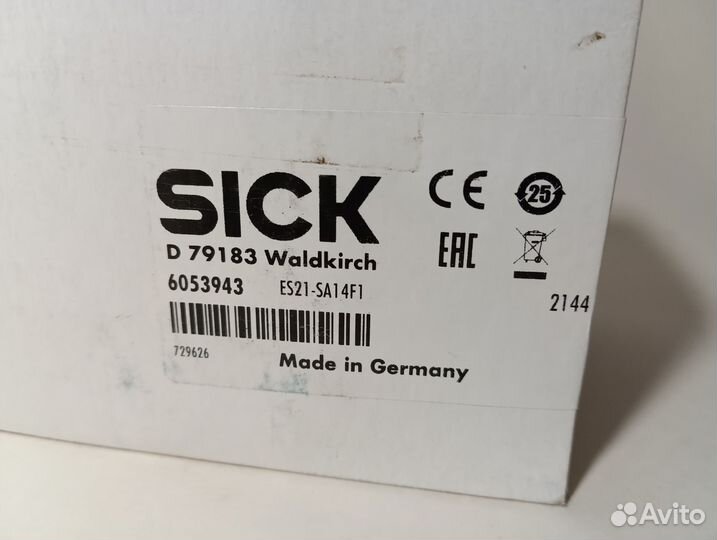 SICK
D 79183 Waldkirch
6053943 ES21-SA14F1
729626
Made in Germany
CE
25
EAC
2144
Avito